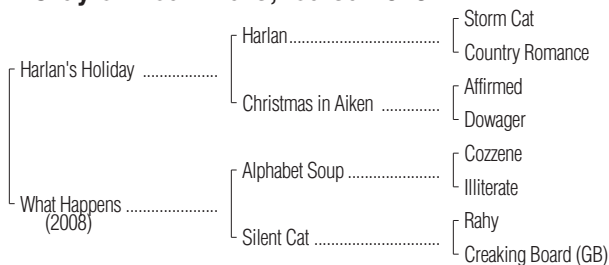 Storm Cat
Harlan
Country Romance
Harlan's Holiday
Affirmed
Christmas in Aiken
Dowager
Cozzene
Alphabet Soup
Illiterate
What Happens
(2008)
Rahy
Silent Cat
Creaking Board (GB)